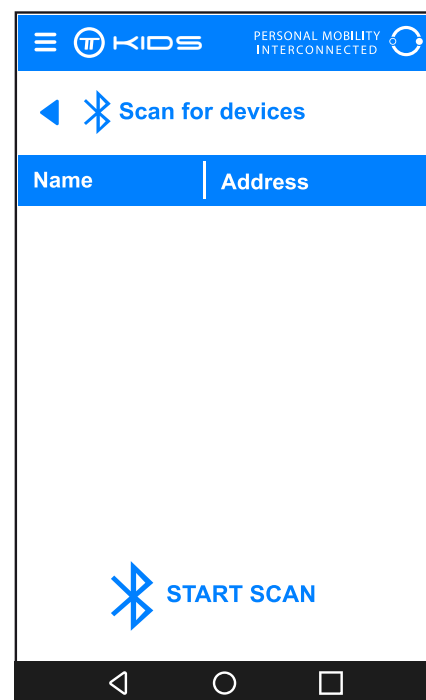 KIDS
PERSONAL MOBILITY
INTERCONNECTED
Scan for devices
Name Address
START SCAN